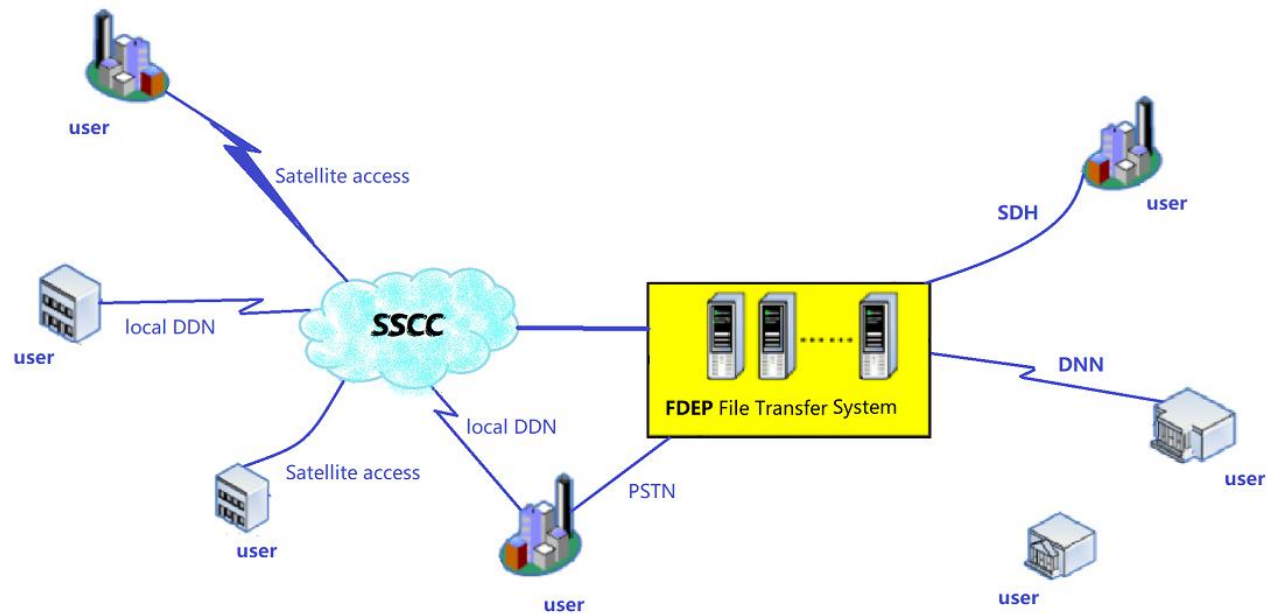 user
Satellite access
SDH
user
local DDN
user
SSCC
DNN
FDEP File Transfer System
local DDN
Satellite access
user
PSTN
user
user
user